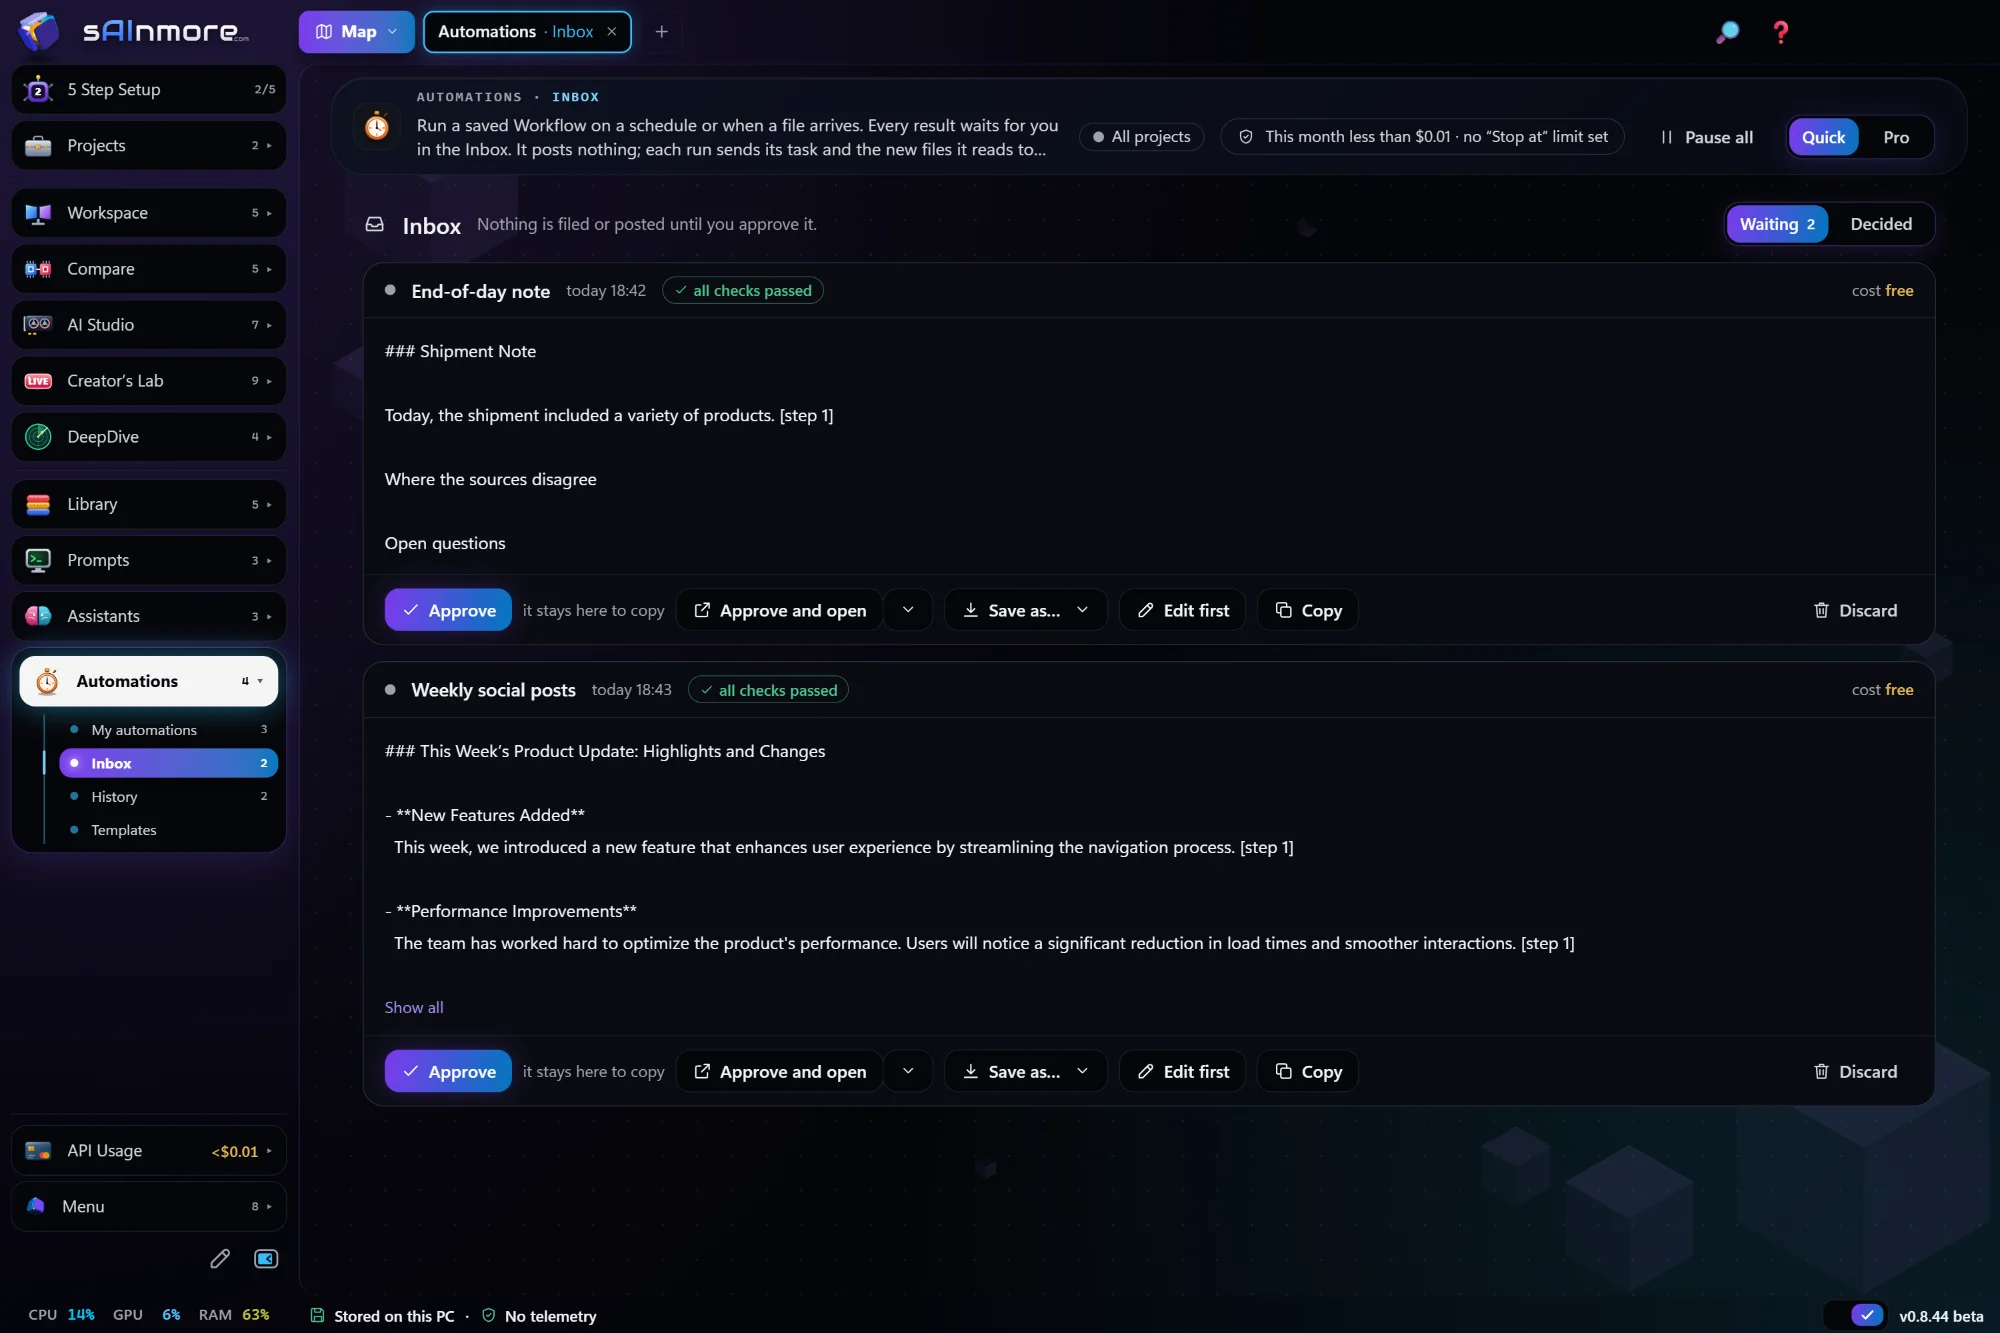 sAInmore.com
Map
Automations · Inbox
5 Step Setup 2/5
Projects 2
Workspace 5
Compare 5
AI Studio 7
Creator's Lab 9
LIVE
DeepDive 4
Library 5
Prompts 3
Assistants 3
Automations 4
My automations 3
Inbox 2
History 2
Templates
API Usage <$0.01
Menu 8
CPU 14% GPU 6% RAM 63%
AUTOMATIONS · INBOX
Run a saved Workflow on a schedule or when a file arrives. Every result waits for you
in the Inbox. It posts nothing; each run sends its task and the new files it reads to...
All projects
This month less than $0.01 · no “Stop at” limit set
Pause all
Quick Pro
Inbox Nothing is filed or posted until you approve it.
Waiting 2 Decided
End-of-day note today 18:42 all checks passed cost free
### Shipment Note
Today, the shipment included a variety of products. [step 1]
Where the sources disagree
Open questions
Approve it stays here to copy Approve and open Save as... Edit first Copy Discard
Weekly social posts today 18:43 all checks passed cost free
### This Week’s Product Update: Highlights and Changes
- **New Features Added**
This week, we introduced a new feature that enhances user experience by streamlining the navigation process. [step 1]
- **Performance Improvements**
The team has worked hard to optimize the product's performance. Users will notice a significant reduction in load times and smoother interactions. [step 1]
Show all
Approve it stays here to copy Approve and open Save as... Edit first Copy Discard
Stored on this PC · No telemetry
v0.8.44 beta